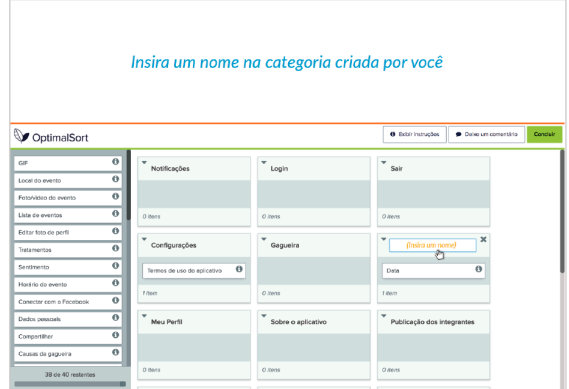 Insira um nome na categoria criada por você
OptimalSort
Exibir Instruções
Deixe um comentário
Concluir
GIF
Local do evento
Foto/vídeo do evento
Lista de eventos
Editar foto de perfil
Tratamentos
Sentimento
Horário do evento
Conectar com o Facebook
Dados pessoais
Compartilhar
Causas da gagueira
38 de 40 restantes
Notificações
Login
Sair
0 itens
0 itens
0 itens
Configurações
Gagueira
(Insira um nome)
Termos de uso do aplicativo
Data
1 item
0 itens
1 item
Meu Perfil
Sobre o aplicativo
Publicação dos integrantes
0 itens
0 itens
0 itens